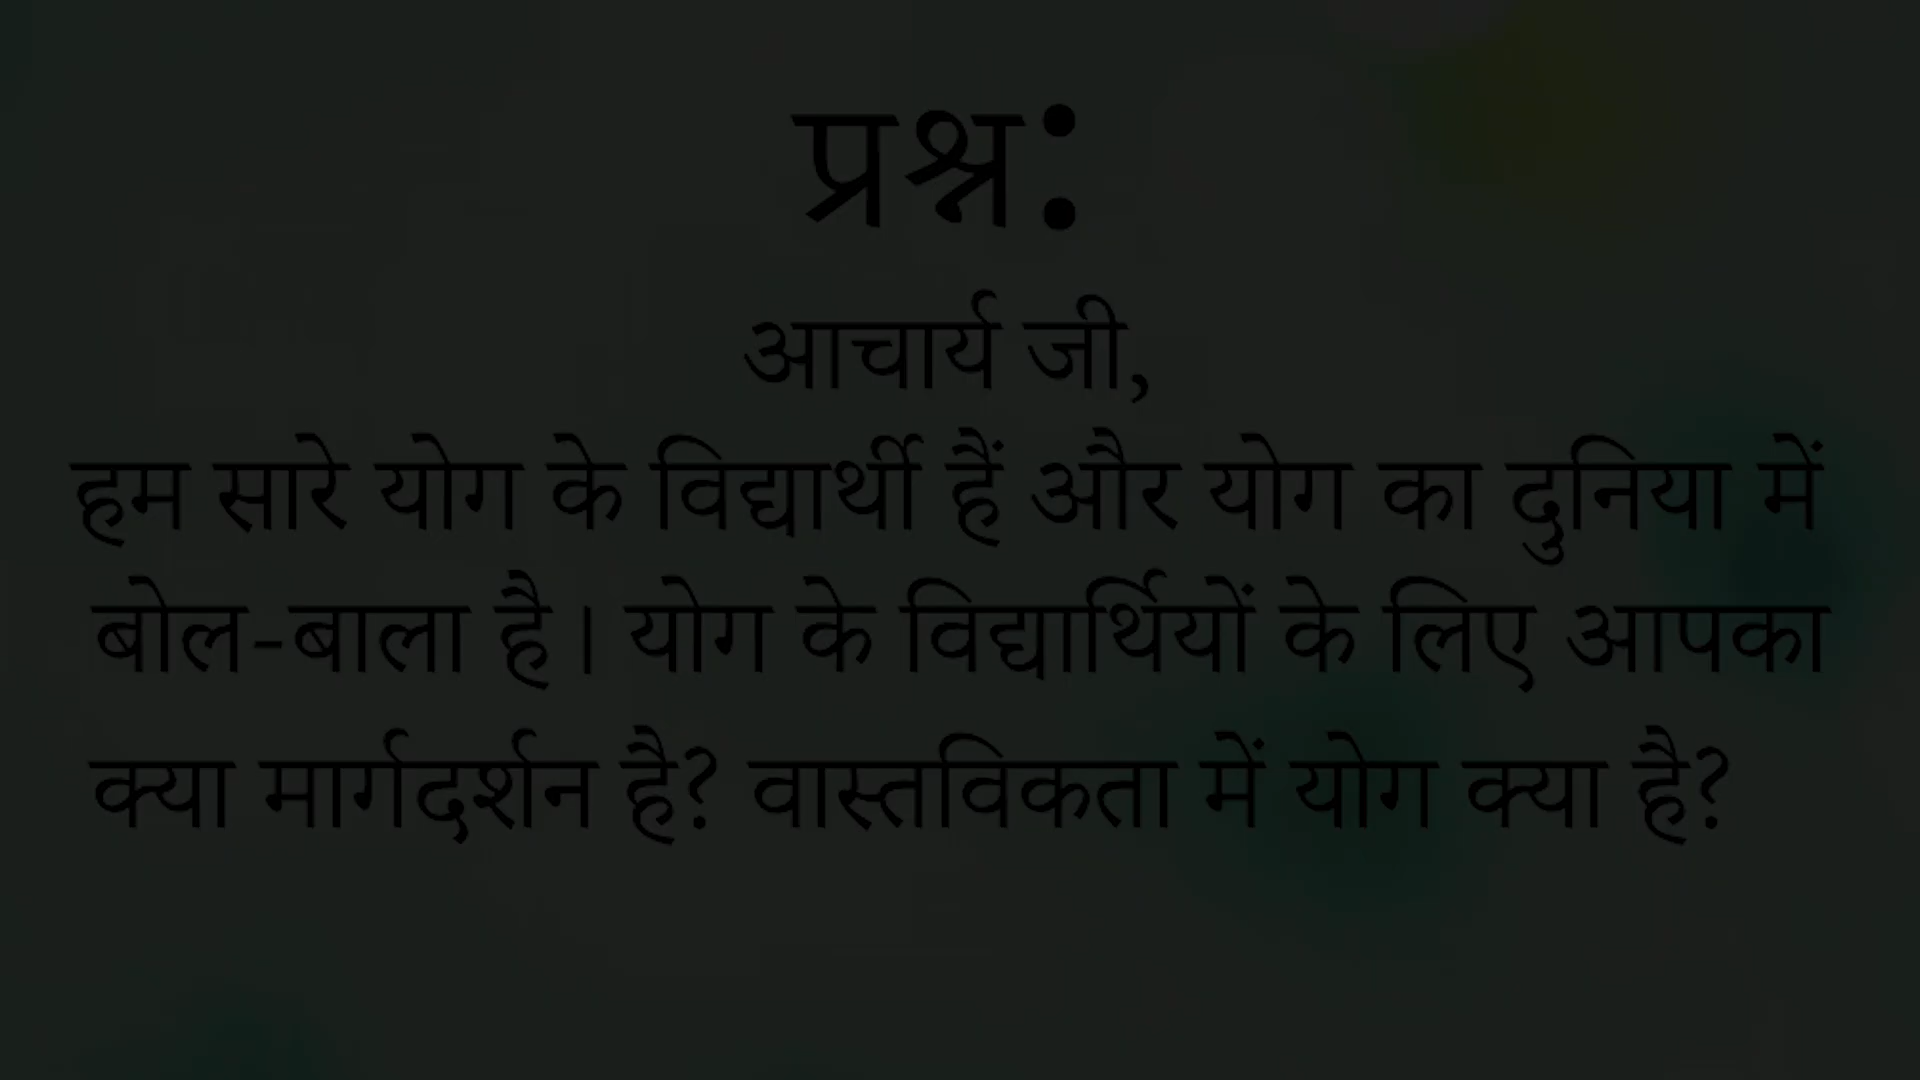 प्रश्न:
आचार्य जी,
हम सारे योग के विद्यार्थी हैं और योग का दुनिया में
बोल-बाला है। योग के विद्यार्थियों के लिए आपका
क्या मार्गदर्शन है? वास्तविकता में योग क्या है?